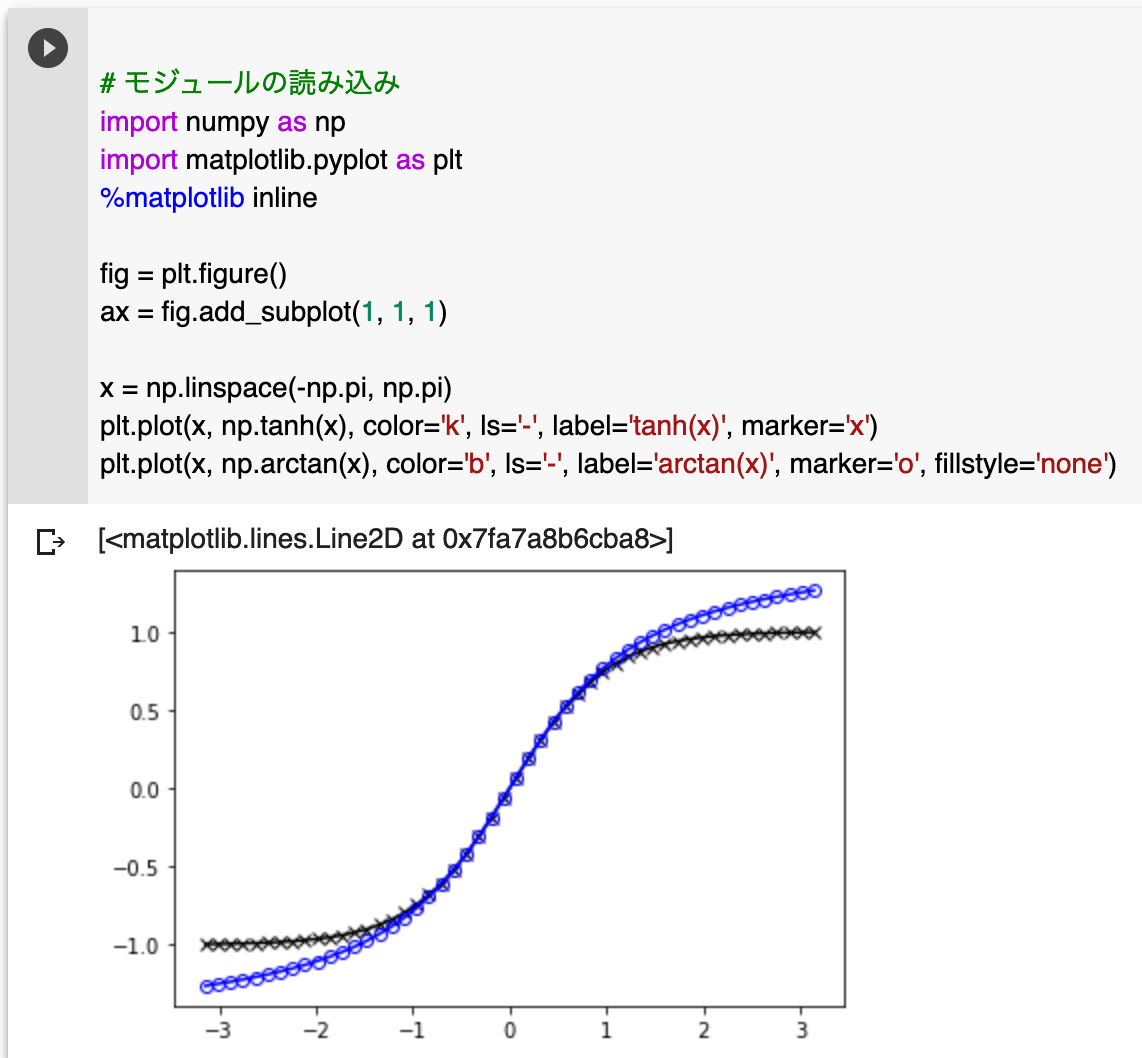 # モジュールの読み込み
import numpy as np
import matplotlib.pyplot as plt
%matplotlib inline
fig = plt.figure()
ax = fig.add_subplot(1, 1, 1)
x = np.linspace(-np.pi, np.pi)
plt.plot(x, np.tanh(x), color='k', ls='-', label='tanh(x)', marker='x')
plt.plot(x, np.arctan(x), color='b', ls='-', label='arctan(x)', marker='o', fillstyle='none')
[<matplotlib.lines.Line2D at 0x7fa7a8b6cba8>]
1.0
0.5
0.0
−0.5
−1.0
−3 −2 −1 0 1 2 3